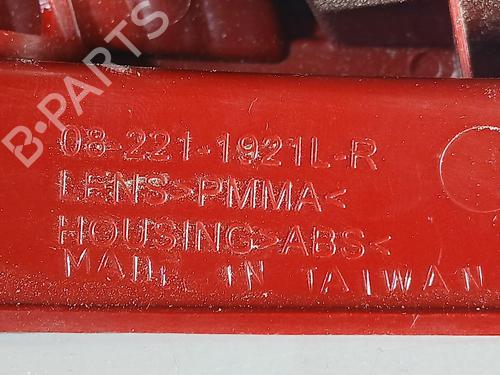 B-PARTS
08-221-1921L-R
LENS>PMMA<
HOUSING>ABS<
MADE IN TAIWAN